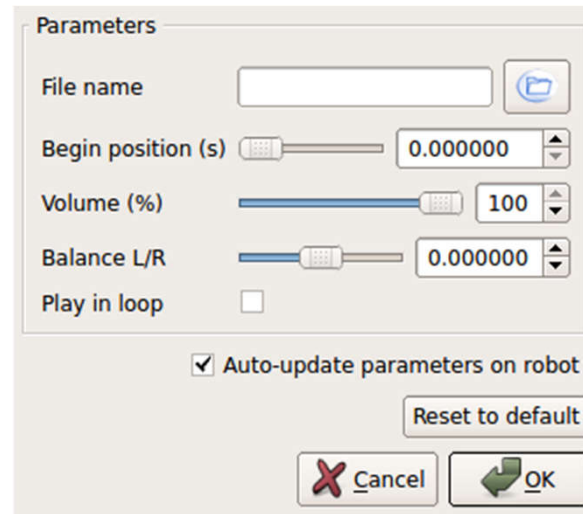 Parameters
File name
Begin position (s) 0.000000
Volume (%) 100
Balance L/R 0.000000
Play in loop
Auto-update parameters on robot
Reset to default
Cancel OK